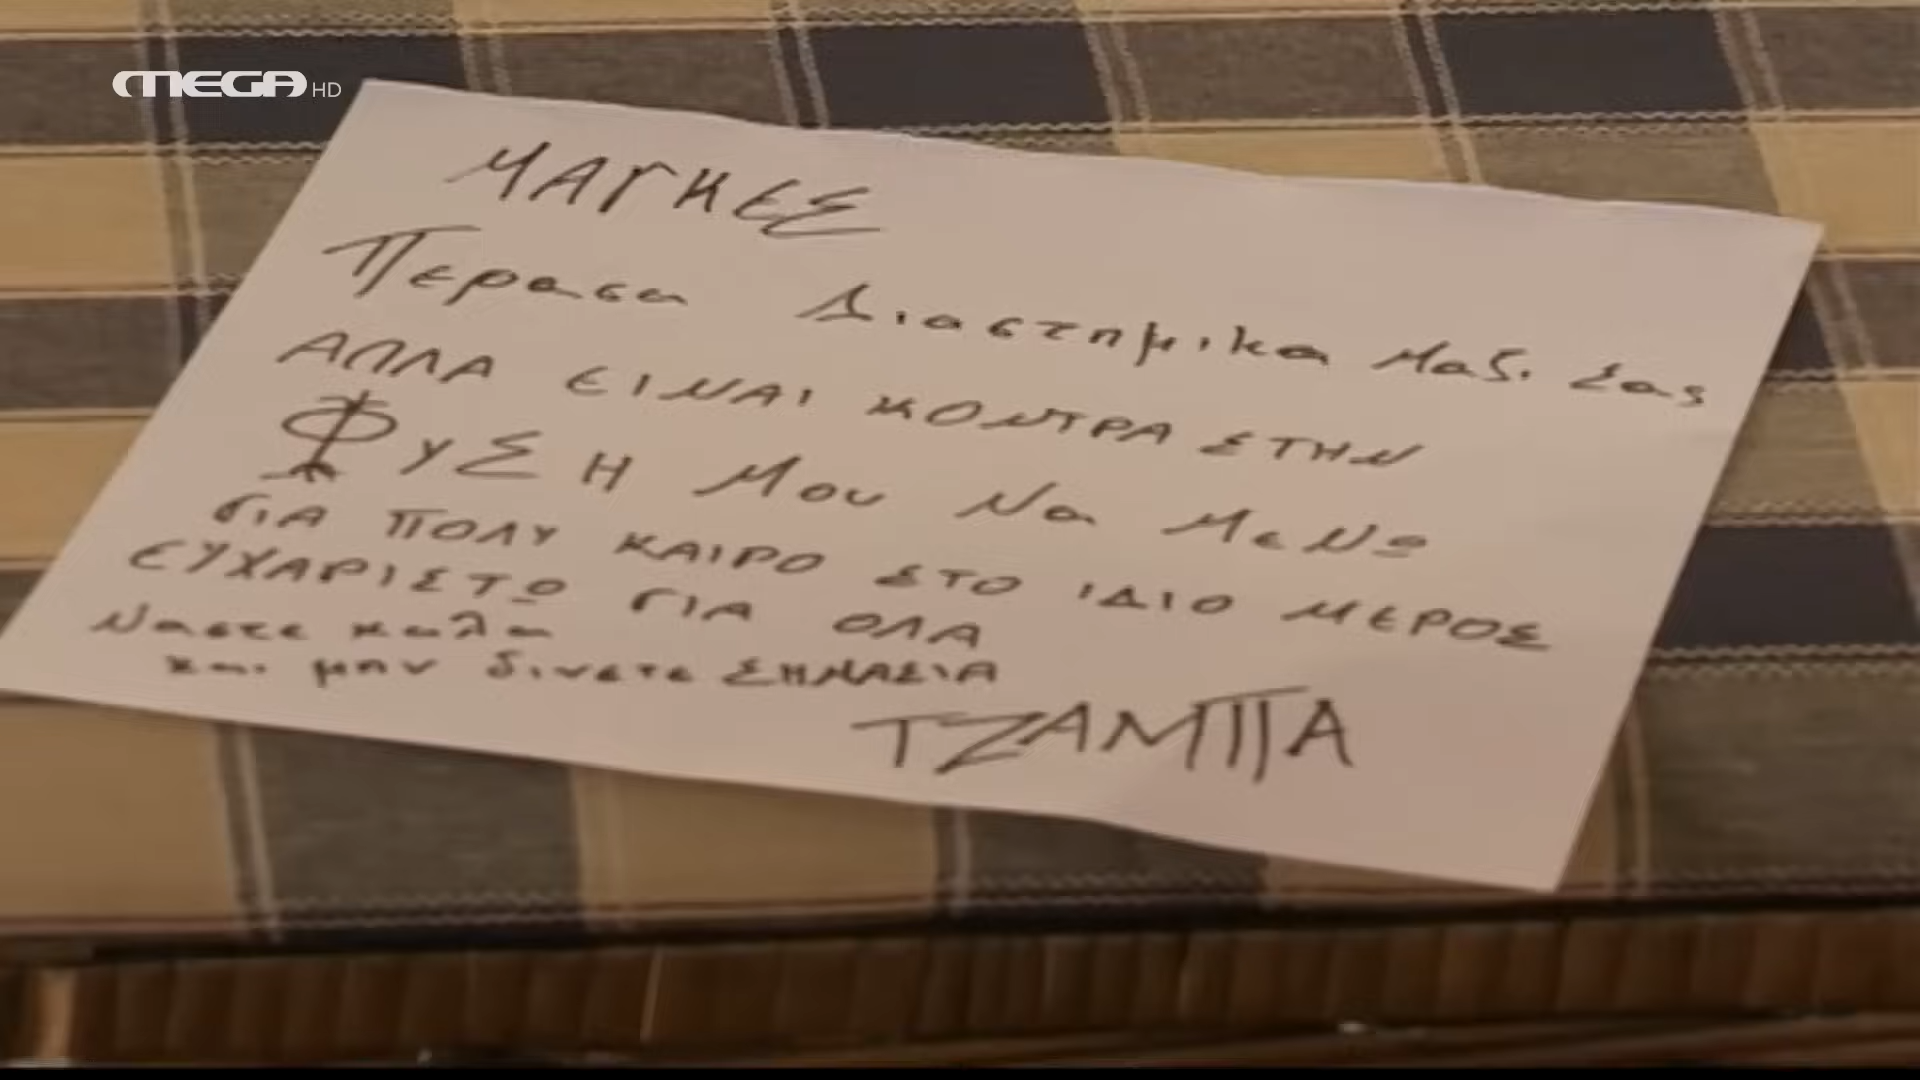 MEGA HD
ΜΑΓΚΕΣ
Περασα Διαστημικα Μαζι Σας
ΑΛΛΑ ΕΙΝΑΙ ΚΟΝΤΡΑ ΣΤΗΝ
ΦΥΣΗ Μου Να ΜεΝΩ
ΓΙΑ ΠΟΛΥ ΚΑΙΡΟ ΣΤΟ ΙΔΙΟ ΜΕΡΟΣ
ΕΥΧΑΡΙΣΤΩ ΓΙΑ ΟΛΑ
Ναστε καλα
και μην δινετε ΣΗΜΑΣΙΑ
ΤΖΑΜΠΑ